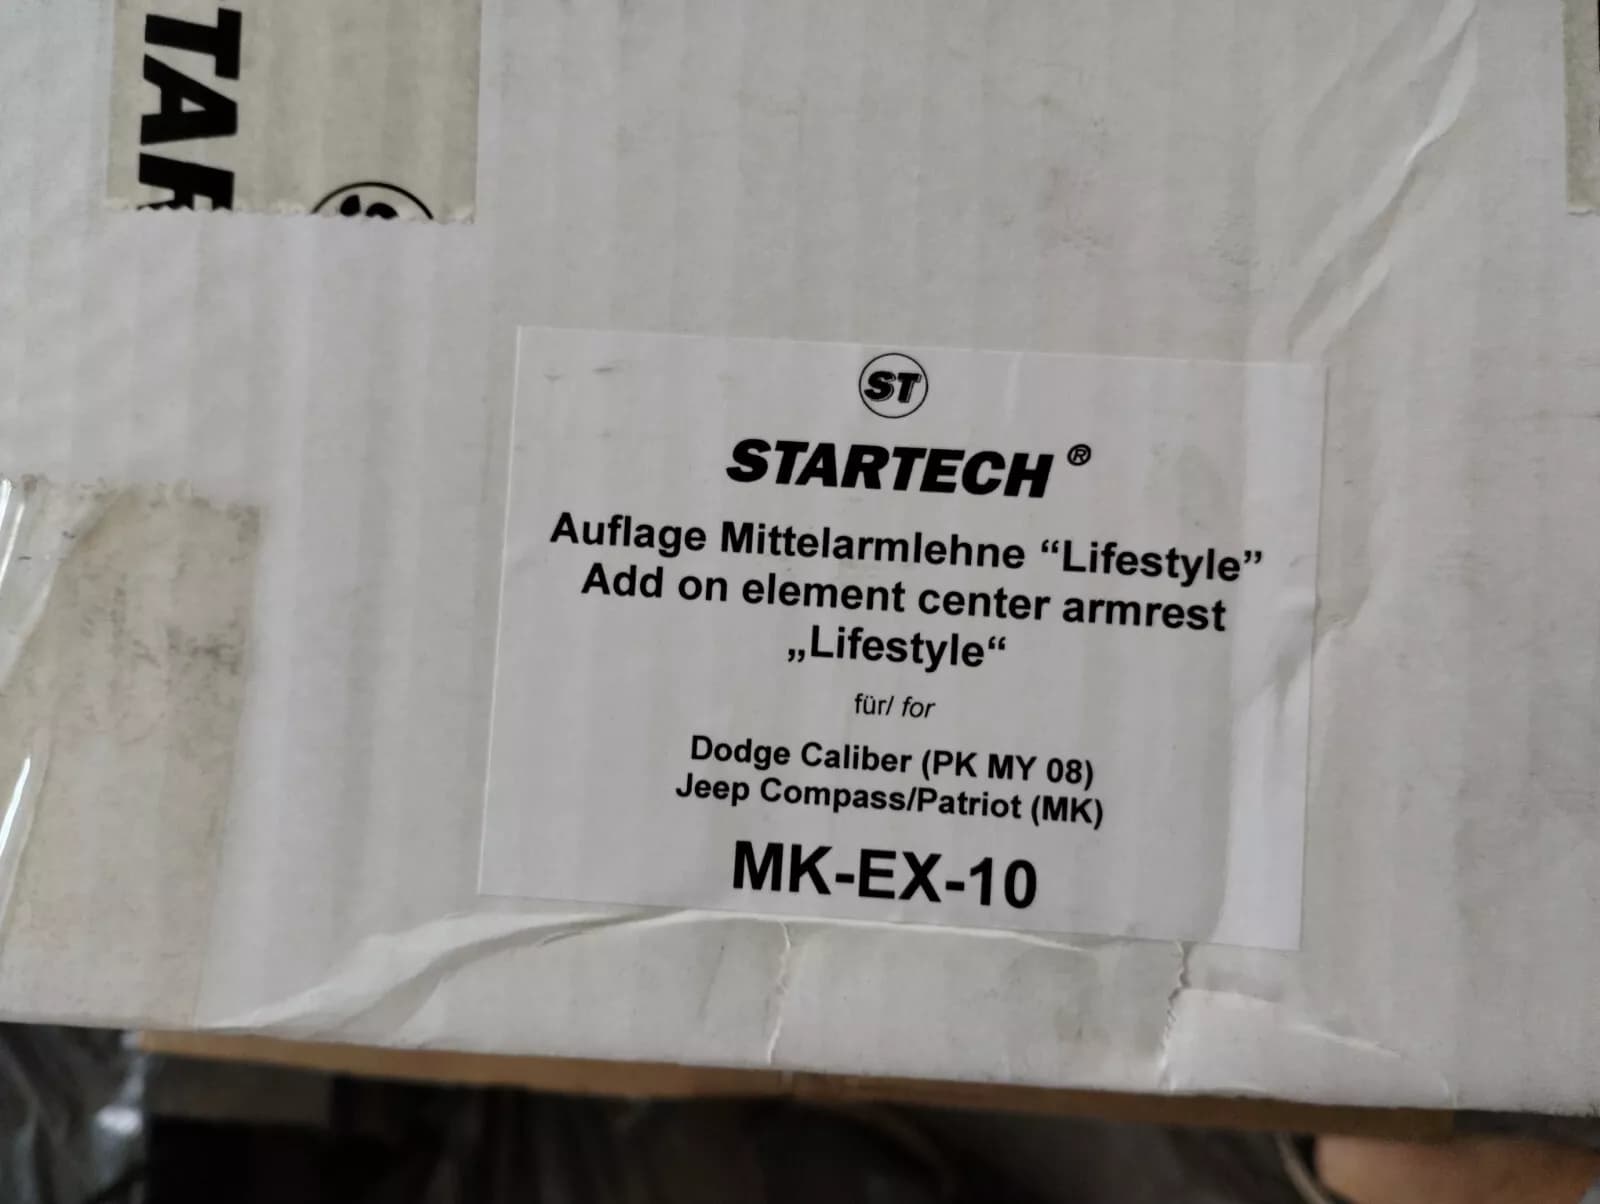 TAR
ST
STARTECH ®
Auflage Mittelarmlehne “Lifestyle”
Add on element center armrest
„Lifestyle“
für/ for
Dodge Caliber (PK MY 08)
Jeep Compass/Patriot (MK)
MK-EX-10